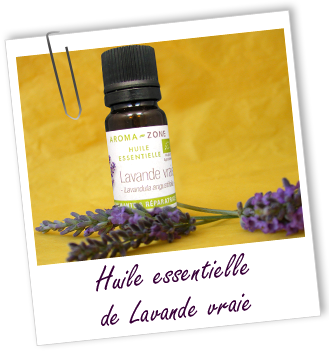 AROMA-ZONE
HUILE
ESSENTIELLE
Lavande vraie
- Lavandula angustifolia
Huile essentielle
de Lavande vraie